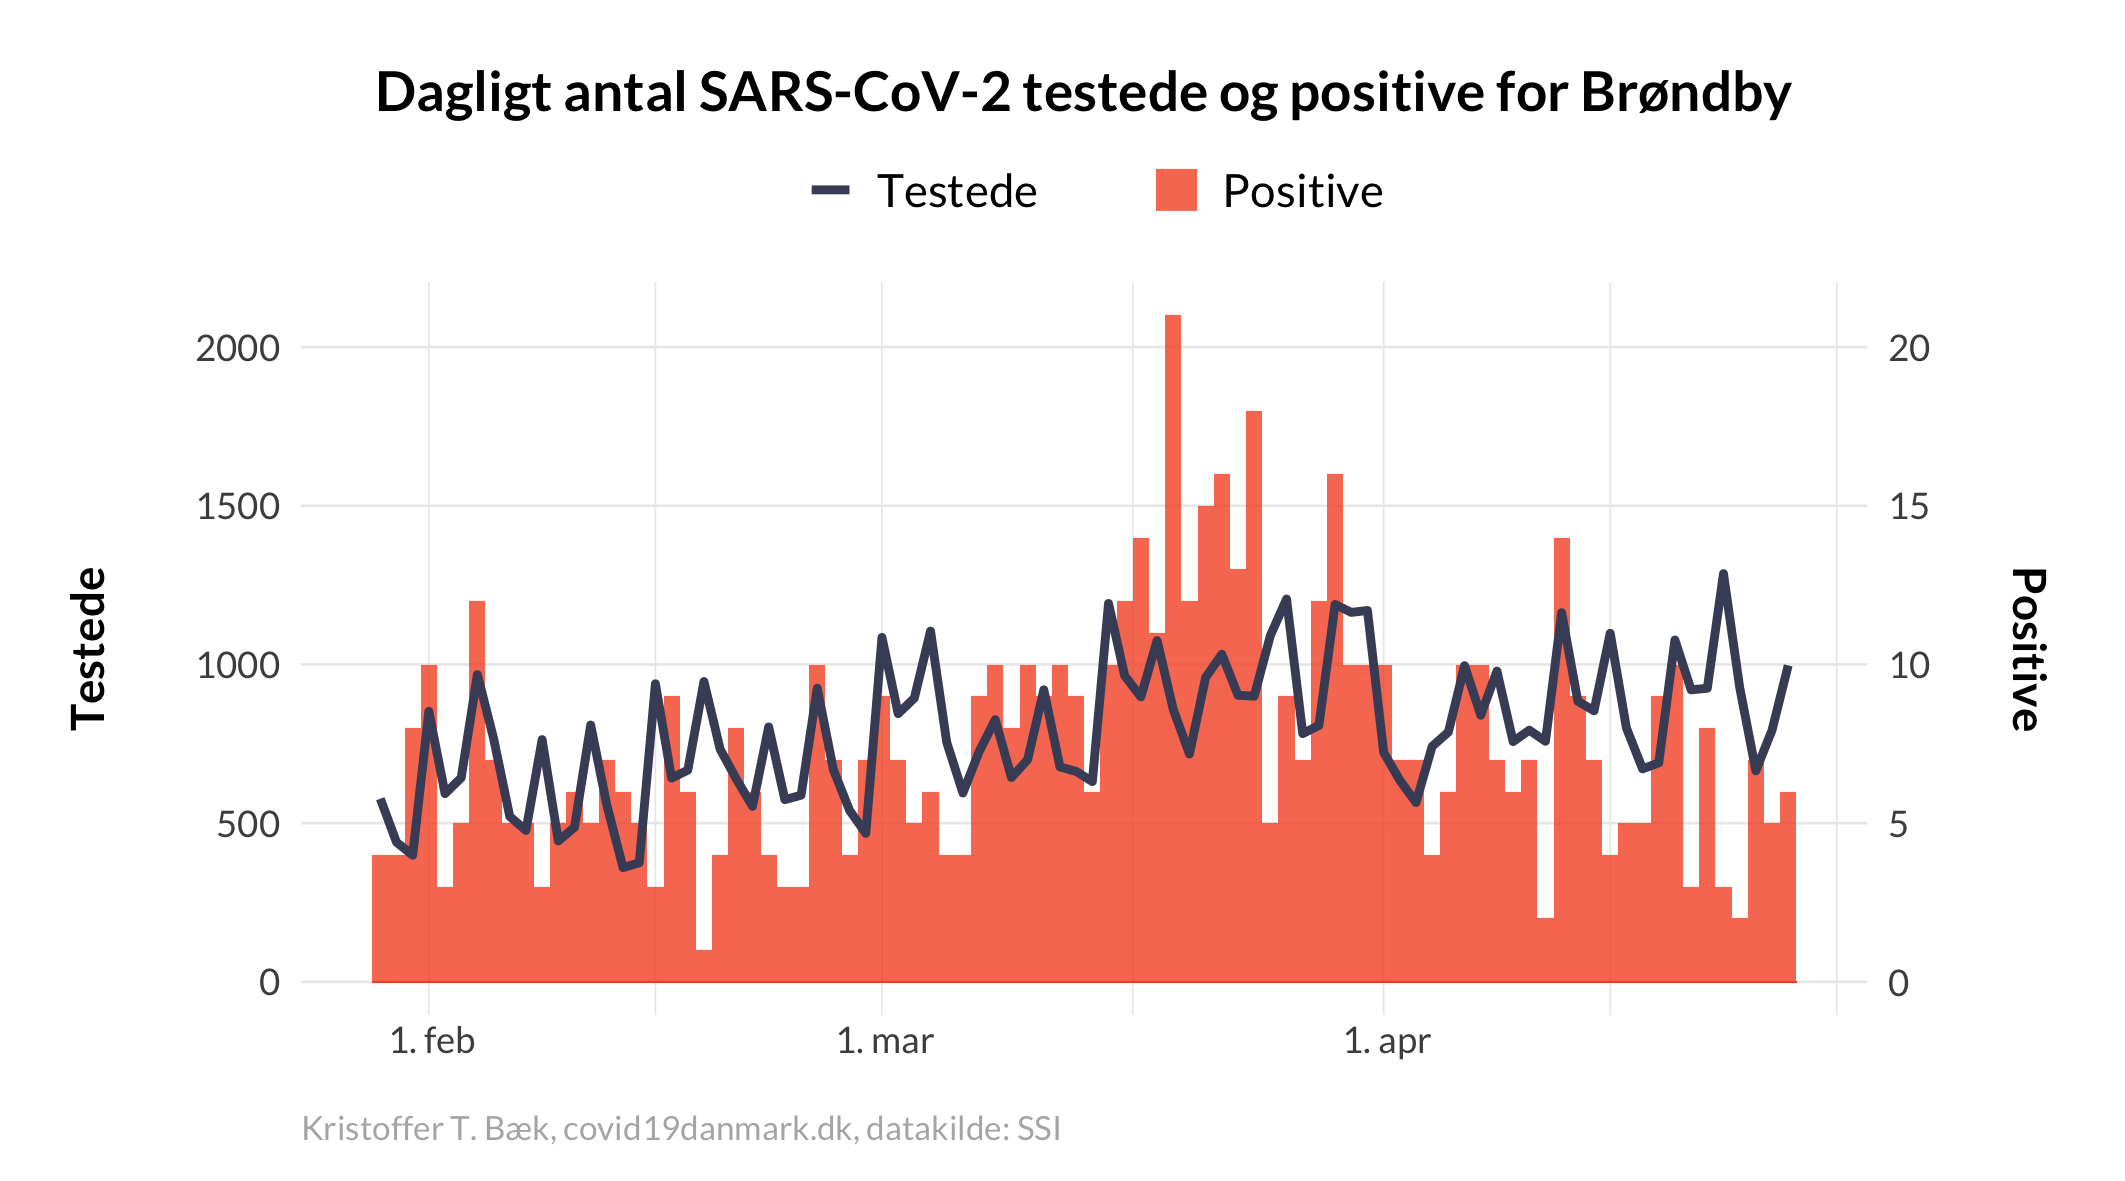 Dagligt antal SARS-CoV-2 testede og positive for Brøndby
Testede Positive
2000 20
1500 15
1000 10
500 5
0 0
Testede
Positive
1. feb 1. mar 1. apr
Kristoffer T. Bæk, covid19danmark.dk, datakilde: SSI